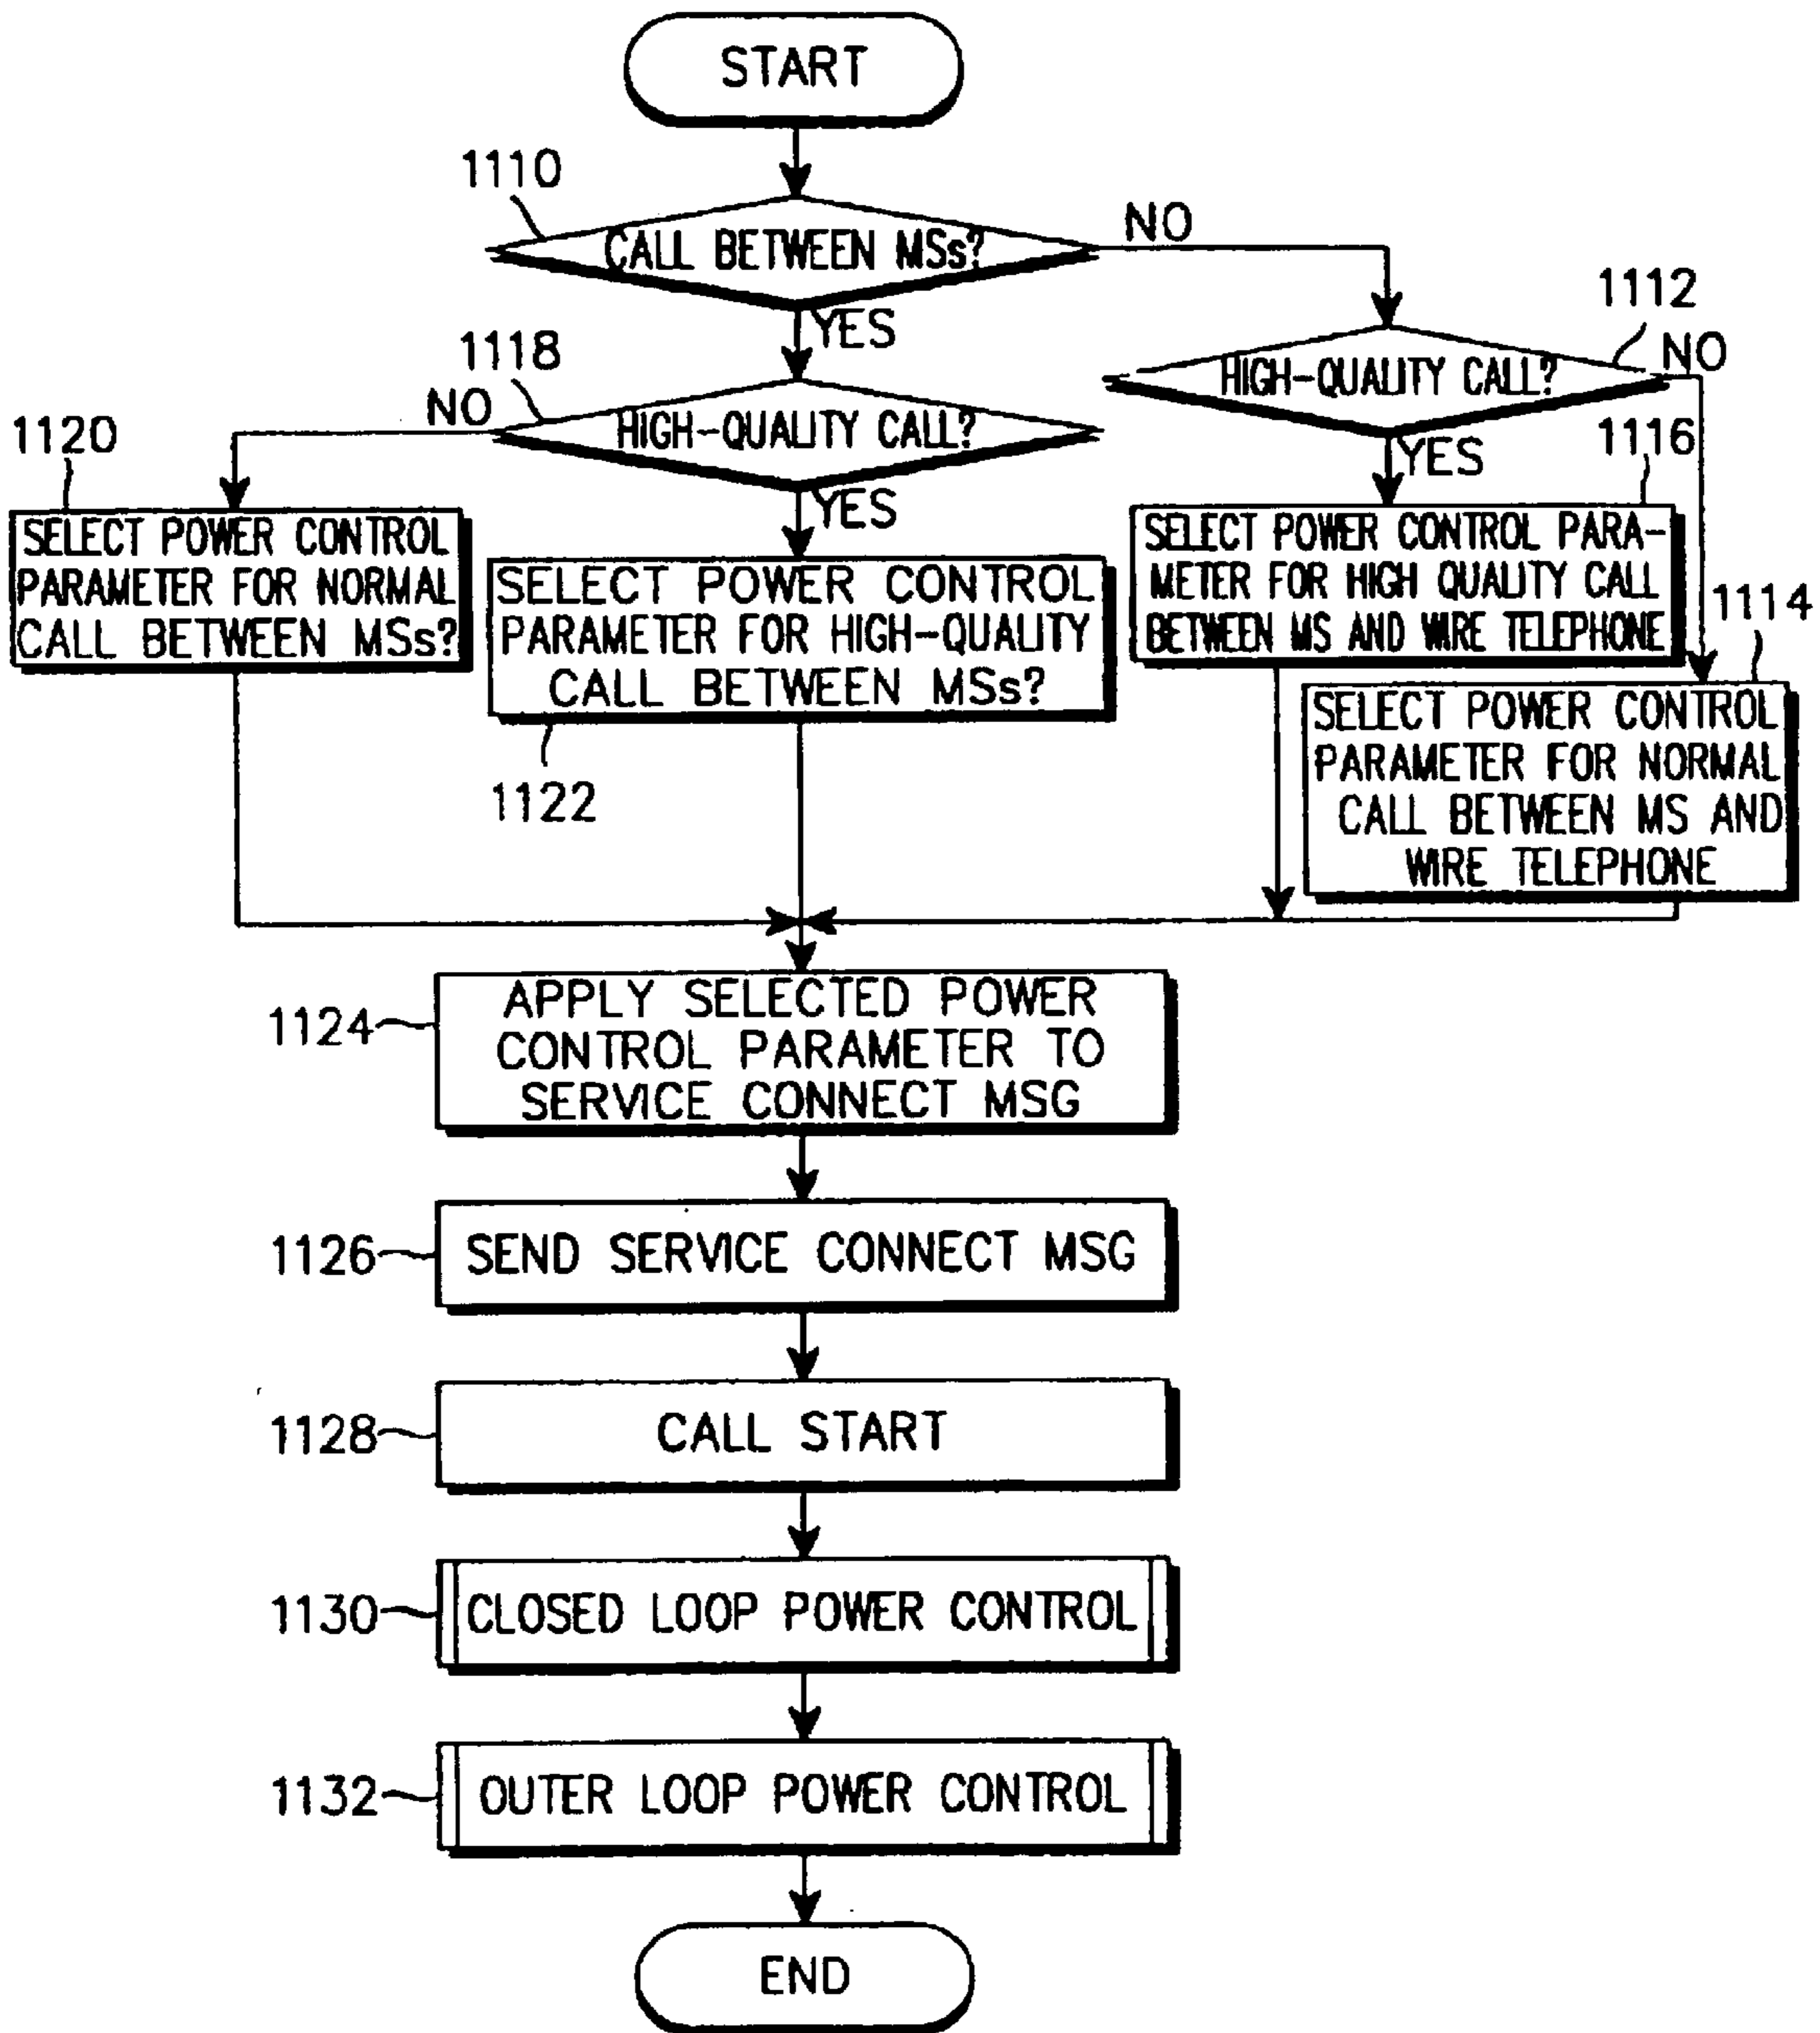 START
1110
CALL BETWEEN MSs?
NO
YES
1112
HIGH-QUALITY CALL?
NO
YES
1118
HIGH-QUALITY CALL?
NO
YES
1120
SELECT POWER CONTROL
PARAMETER FOR NORMAL
CALL BETWEEN MSs?
SELECT POWER CONTROL
PARAMETER FOR HIGH-QUALITY
CALL BETWEEN MSs?
1122
1116
SELECT POWER CONTROL PARA-
METER FOR HIGH QUALITY CALL
BETWEEN MS AND WIRE TELEPHONE
1114
SELECT POWER CONTROL
PARAMETER FOR NORMAL
CALL BETWEEN MS AND
WIRE TELEPHONE
1124
APPLY SELECTED POWER
CONTROL PARAMETER TO
SERVICE CONNECT MSG
1126
SEND SERVICE CONNECT MSG
1128
CALL START
1130
CLOSED LOOP POWER CONTROL
1132
OUTER LOOP POWER CONTROL
END